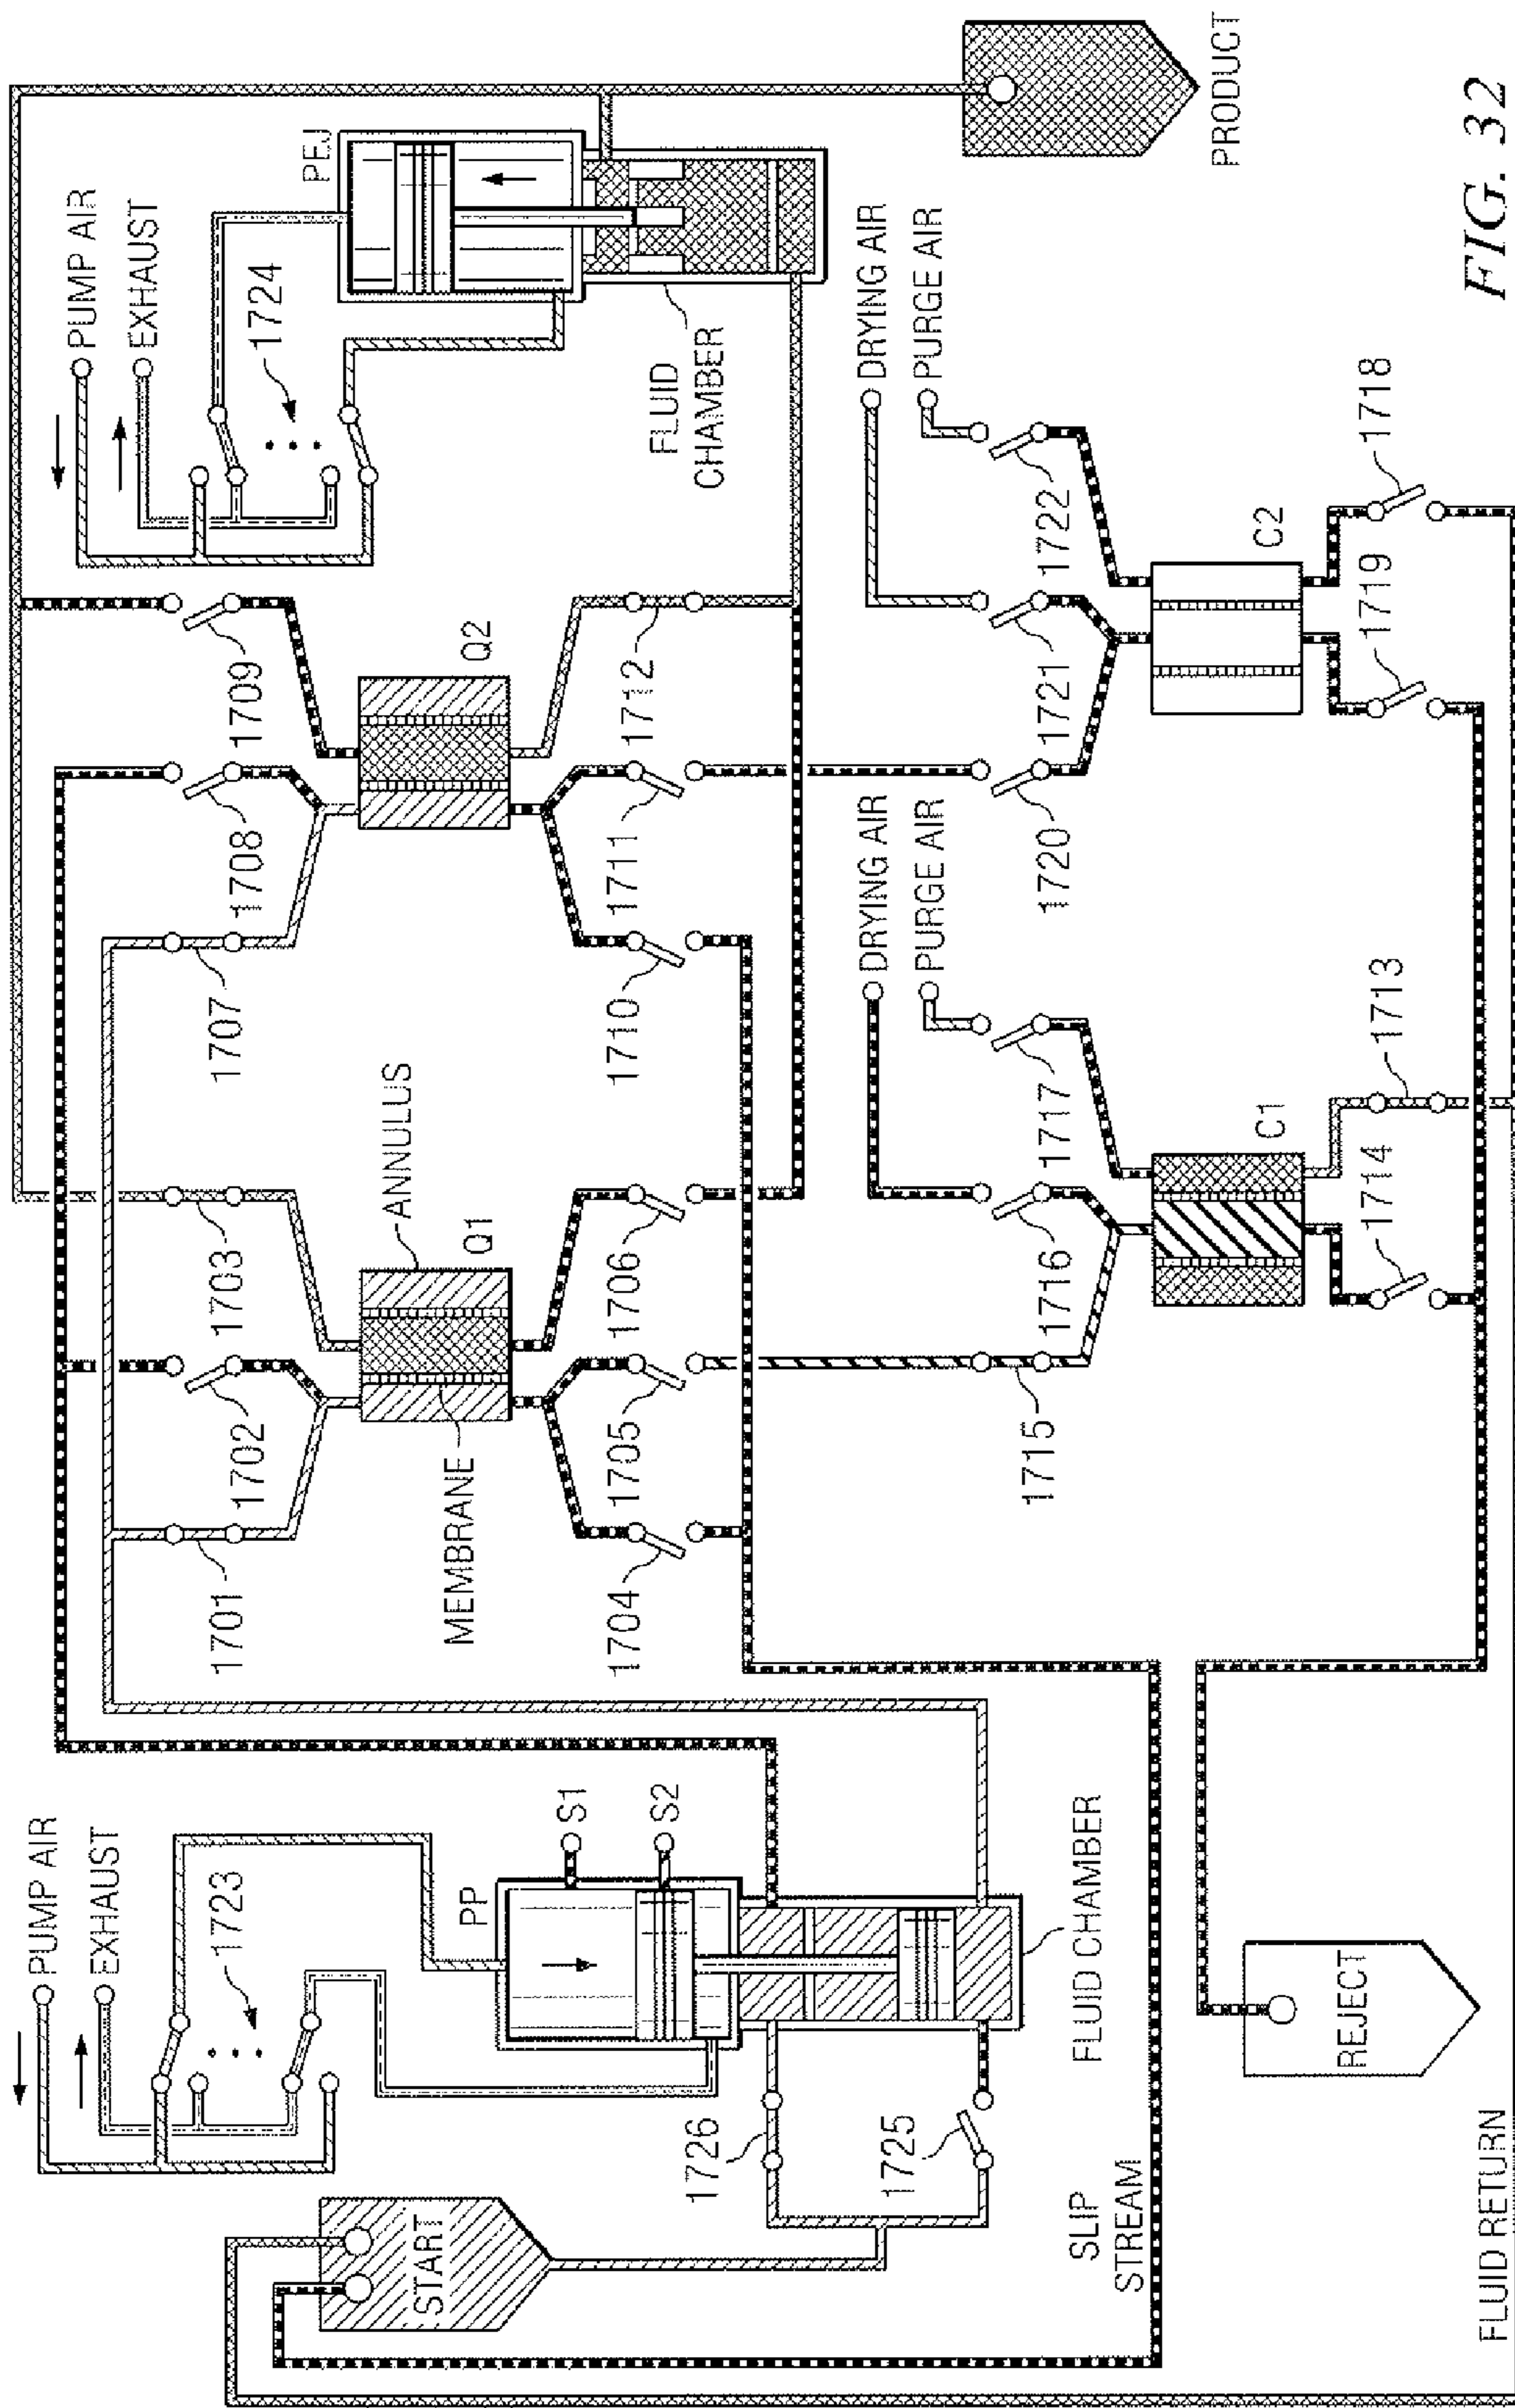 PUMP AIR
EXHAUST
1723
START
PP
S1
S2
1726
1725
FLUID CHAMBER
SLIP
STREAM
REJECT
FLUID RETURN
1701
1702
1703
ANNULUS
MEMBRANE
Q1
1704
1705
1706
1707
1708
1709
Q2
1710
1711
1712
PUMP AIR
EXHAUST
1724
PEJ
FLUID
CHAMBER
PRODUCT
DRYING AIR
PURGE AIR
1715
1716
1717
C1
1714
1713
DRYING AIR
PURGE AIR
1720
1721
1722
C2
1719
1718
FIG. 32